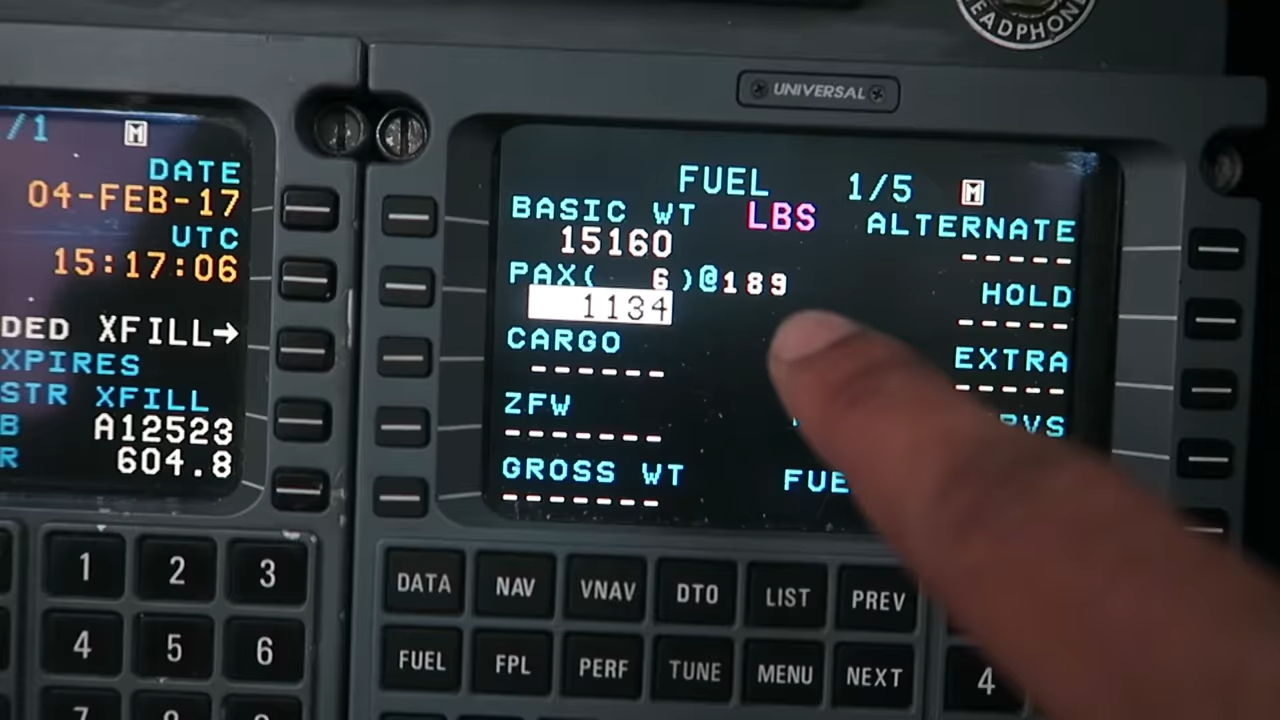 HEADPHONE
UNIVERSAL
/1 M
DATE
04-FEB-17
UTC
15:17:06
DED XFILL→
XPIRES
STR XFILL
B A12523
R 604.8
FUEL 1/5 M
BASIC WT LBS ALTERNATE
15160 -----
PAX( 6)@189 HOLD
1134 -----
CARGO EXTRA
------ -----
ZFW RVS
-------
GROSS WT FUE
-------
1 2 3
4 5 6
7
DATA NAV VNAV DTO LIST PREV
FUEL FPL PERF TUNE MENU NEXT
4